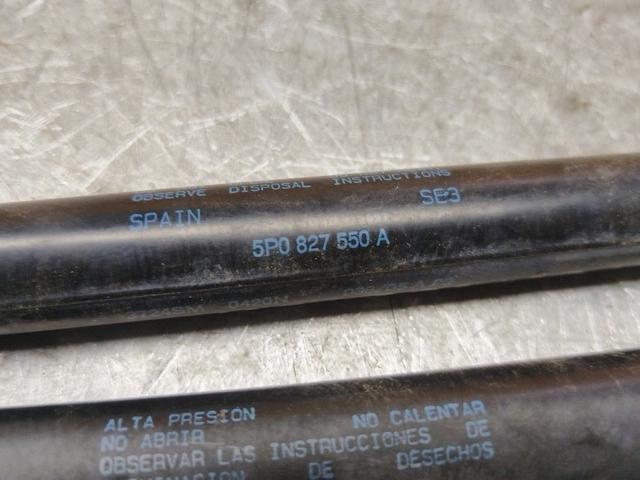 OBSERVE DISPOSAL INSTRUCTIONS
SPAIN SE3
5P0 827 550 A
0420N
ALTA PRESION NO CALENTAR
NO ABRIR
OBSERVAR LAS INSTRUCCIONES DE
DE DESECHOS